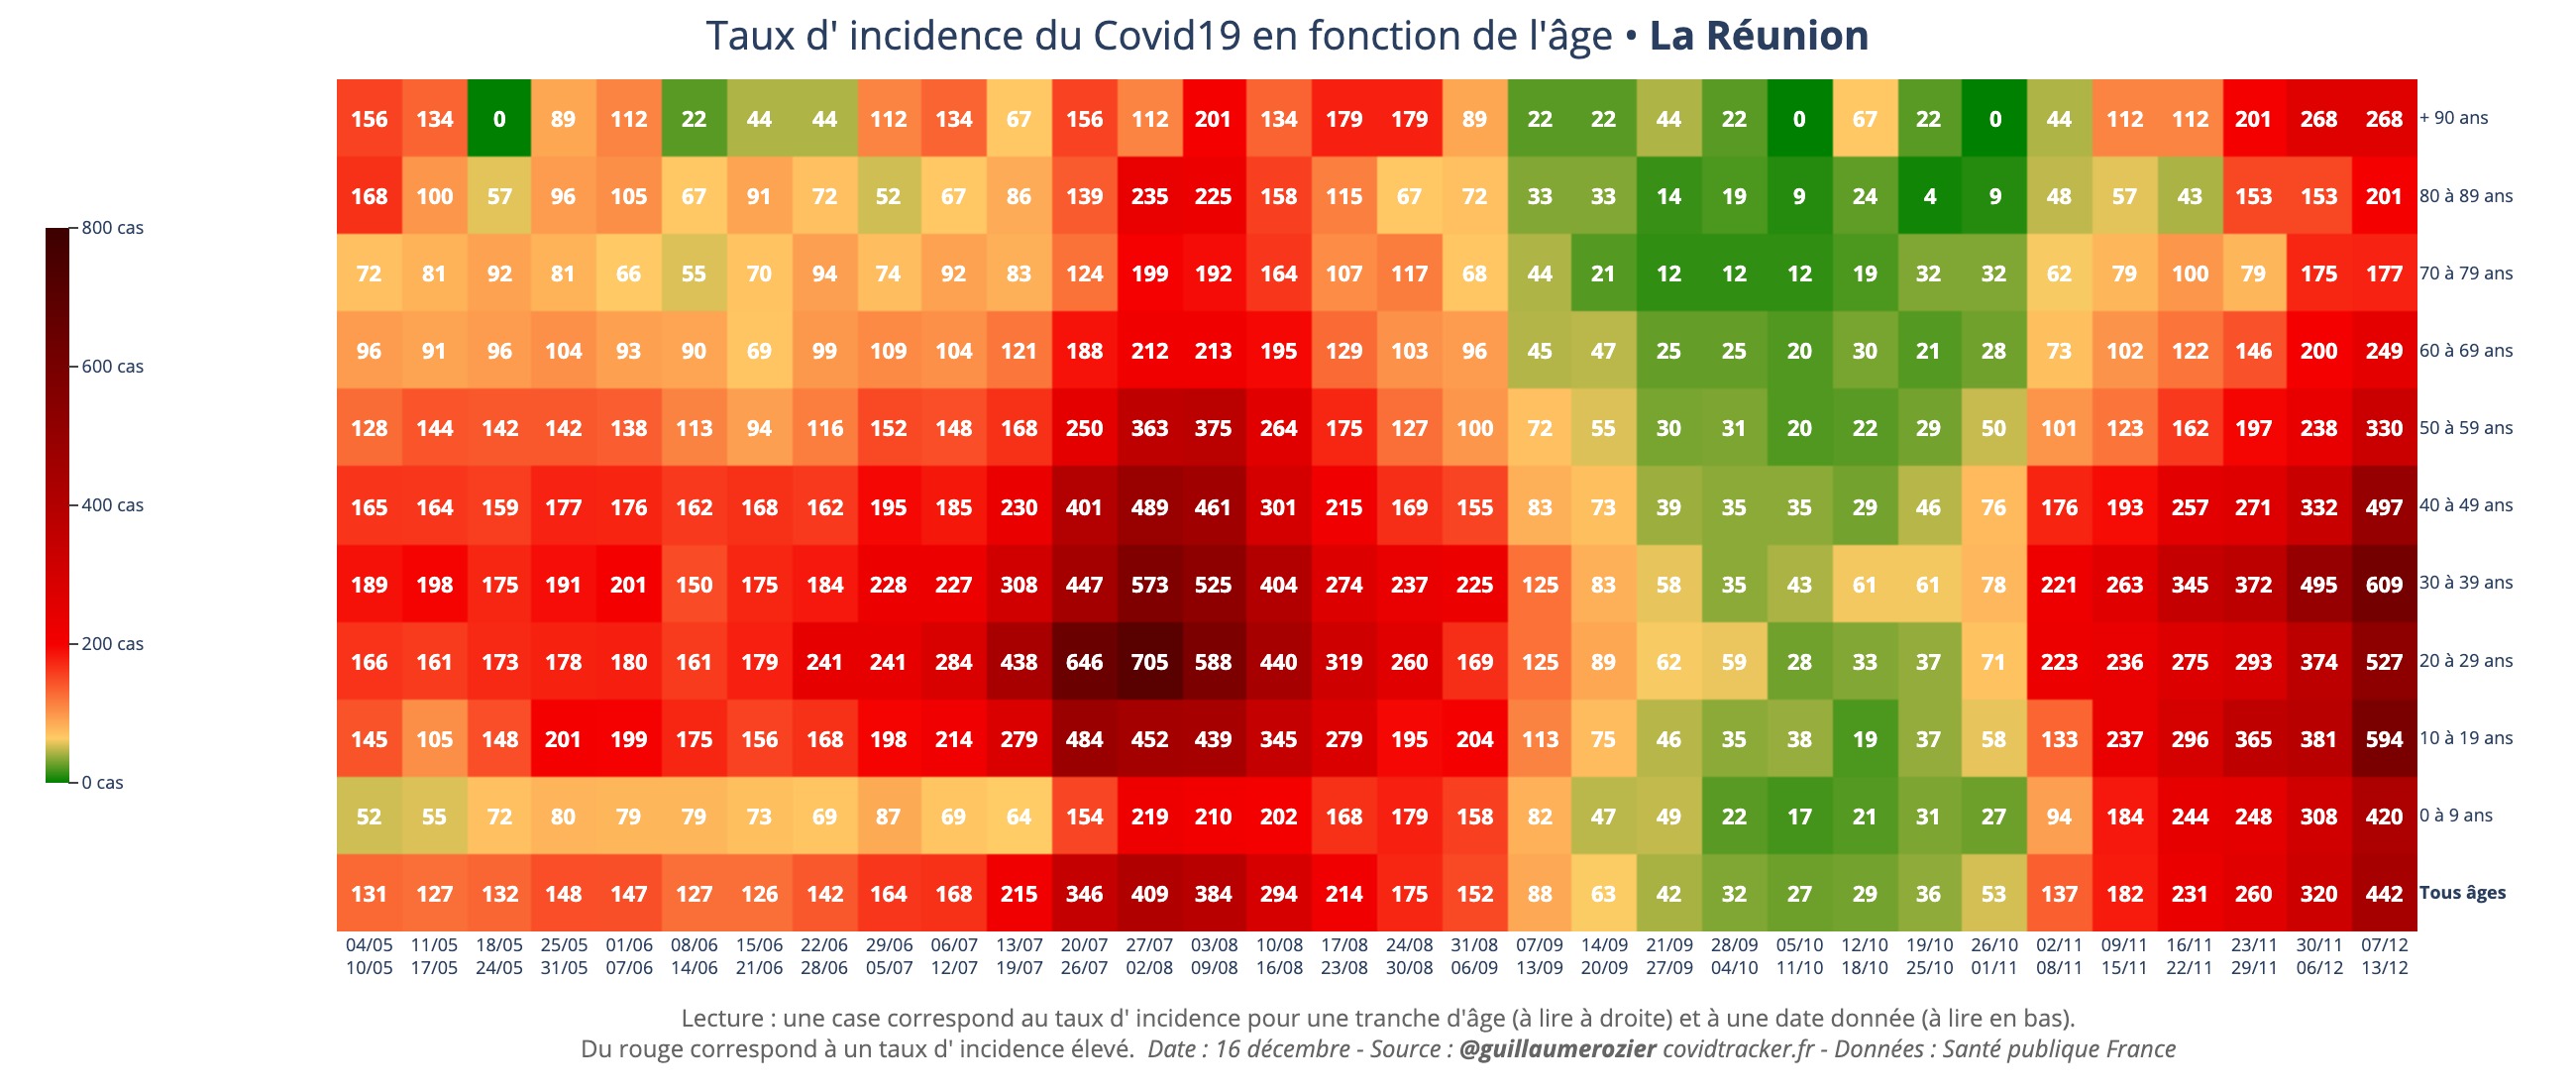 Taux d' incidence du Covid19 en fonction de l'âge • La Réunion
156 134 0 89 112 22 44 44 112 134 67 156 112 201 134 179 179 89 22 22 44 22 0 67 22 0 44 112 112 201 268 268 + 90 ans
168 100 57 96 105 67 91 72 52 67 86 139 235 225 158 115 67 72 33 33 14 19 9 24 4 9 48 57 43 153 153 201 80 à 89 ans
800 cas
72 81 92 81 66 55 70 94 74 92 83 124 199 192 164 107 117 68 44 21 12 12 12 19 32 32 62 79 100 79 175 177 70 à 79 ans
96 91 96 104 93 90 69 99 109 104 121 188 212 213 195 129 103 96 45 47 25 25 20 30 21 28 73 102 122 146 200 249 60 à 69 ans
600 cas
128 144 142 142 138 113 94 116 152 148 168 250 363 375 264 175 127 100 72 55 30 31 20 22 29 50 101 123 162 197 238 330 50 à 59 ans
400 cas
165 164 159 177 176 162 168 162 195 185 230 401 489 461 301 215 169 155 83 73 39 35 35 29 46 76 176 193 257 271 332 497 40 à 49 ans
189 198 175 191 201 150 175 184 228 227 308 447 573 525 404 274 237 225 125 83 58 35 43 61 61 78 221 263 345 372 495 609 30 à 39 ans
200 cas
166 161 173 178 180 161 179 241 241 284 438 646 705 588 440 319 260 169 125 89 62 59 28 33 37 71 223 236 275 293 374 527 20 à 29 ans
145 105 148 201 199 175 156 168 198 214 279 484 452 439 345 279 195 204 113 75 46 35 38 19 37 58 133 237 296 365 381 594 10 à 19 ans
0 cas
52 55 72 80 79 79 73 69 87 69 64 154 219 210 202 168 179 158 82 47 49 22 17 21 31 27 94 184 244 248 308 420 0 à 9 ans
131 127 132 148 147 127 126 142 164 168 215 346 409 384 294 214 175 152 88 63 42 32 27 29 36 53 137 182 231 260 320 442 Tous âges
04/05 11/05 18/05 25/05 01/06 08/06 15/06 22/06 29/06 06/07 13/07 20/07 27/07 03/08 10/08 17/08 24/08 31/08 07/09 14/09 21/09 28/09 05/10 12/10 19/10 26/10 02/11 09/11 16/11 23/11 30/11 07/12
10/05 17/05 24/05 31/05 07/06 14/06 21/06 28/06 05/07 12/07 19/07 26/07 02/08 09/08 16/08 23/08 30/08 06/09 13/09 20/09 27/09 04/10 11/10 18/10 25/10 01/11 08/11 15/11 22/11 29/11 06/12 13/12
Lecture : une case correspond au taux d' incidence pour une tranche d'âge (à lire à droite) et à une date donnée (à lire en bas).
Du rouge correspond à un taux d' incidence élevé. Date : 16 décembre - Source : @guillaumerozier covidtracker.fr - Données : Santé publique France